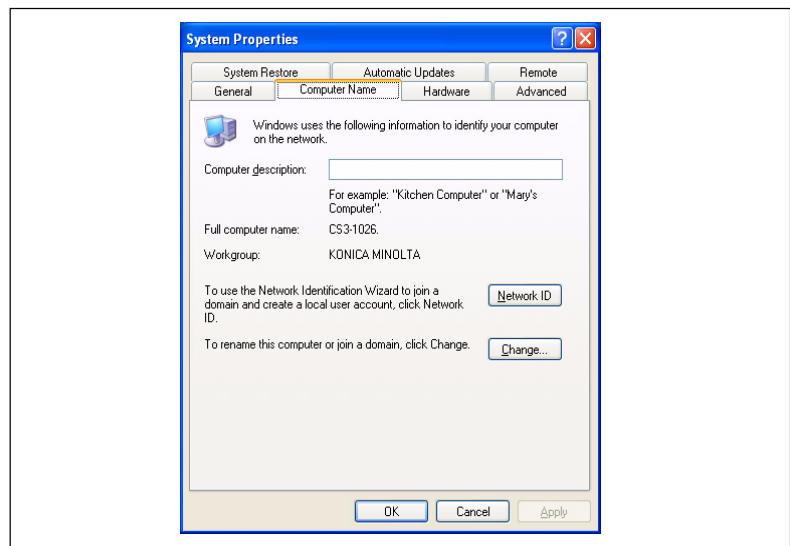 System Properties
System Restore Automatic Updates Remote
General Computer Name Hardware Advanced
Windows uses the following information to identify your computer
on the network.
Computer description:
For example: "Kitchen Computer" or "Mary's
Computer".
Full computer name: CS3-1026.
Workgroup: KONICA MINOLTA
To use the Network Identification Wizard to join a
domain and create a local user account, click Network
ID.
Network ID
To rename this computer or join a domain, click Change.
Change...
OK Cancel Apply